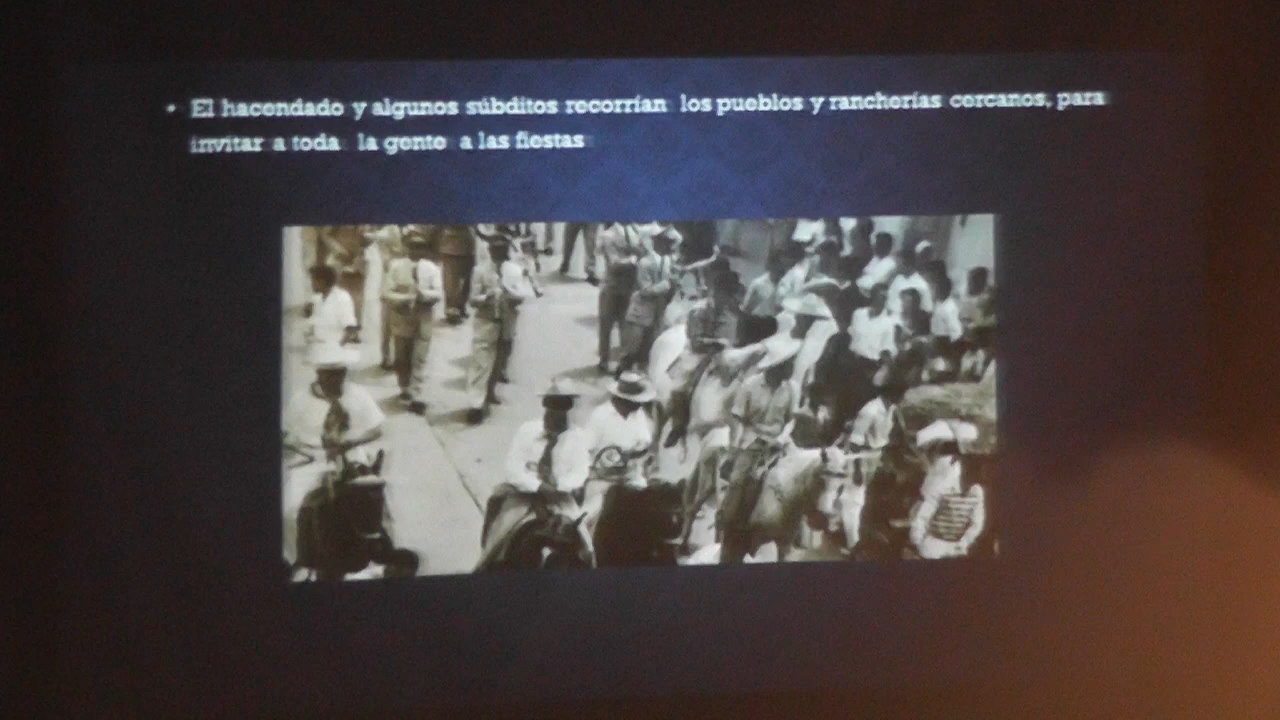 • El hacendado y algunos súbditos recorrían los pueblos y rancherías cercanos, para
invitar a toda la gente a las fiestas